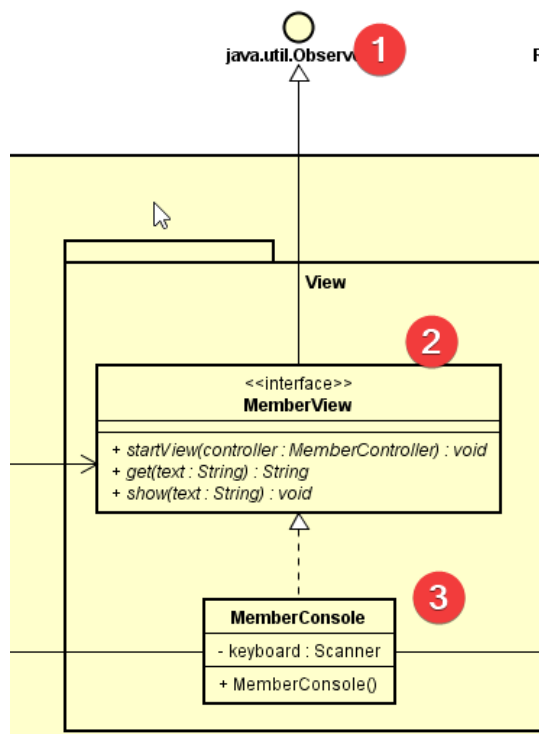 java.util.Observe
1
View
2
<<interface>>
MemberView
+ startView(controller : MemberController) : void
+ get(text : String) : String
+ show(text : String) : void
3
MemberConsole
- keyboard : Scanner
+ MemberConsole()